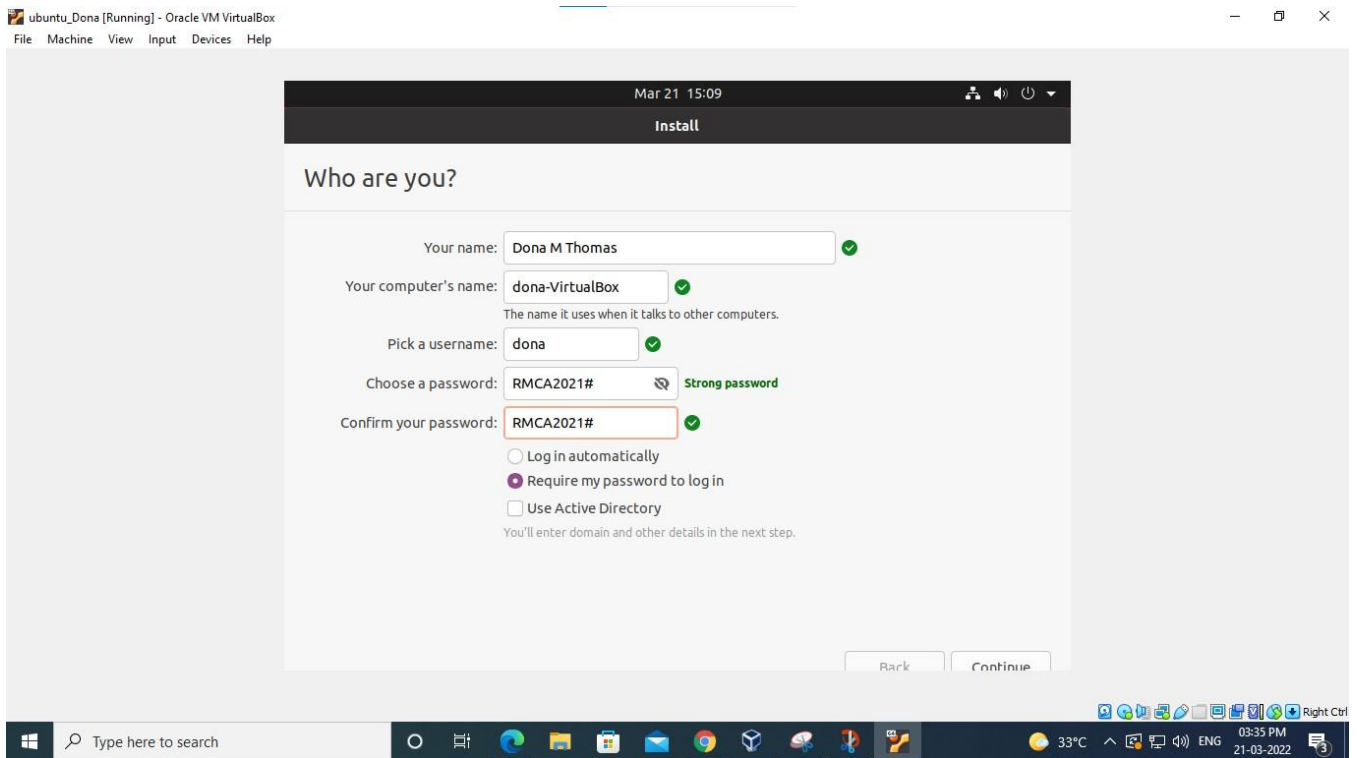 ubuntu_Dona [Running] - Oracle VM VirtualBox
File Machine View Input Devices Help
Mar 21 15:09
Install
Who are you?
Your name: Dona M Thomas
Your computer's name: dona-VirtualBox
The name it uses when it talks to other computers.
Pick a username: dona
Choose a password: RMCA2021# Strong password
Confirm your password: RMCA2021#
Log in automatically
Require my password to log in
Use Active Directory
You'll enter domain and other details in the next step.
Back Continue
Right Ctrl
Type here to search
33°C ENG 03:35 PM
21-03-2022 3